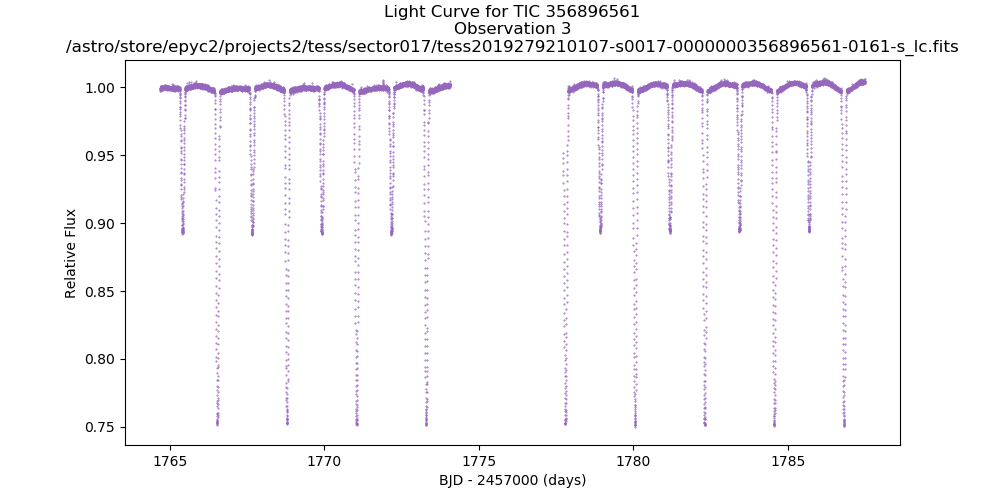 Light Curve for TIC 356896561
Observation 3
/astro/store/epyc2/projects2/tess/sector017/tess2019279210107-s0017-0000000356896561-0161-s_lc.fits
1.00
0.95
0.90
0.85
0.80
0.75
Relative Flux
1765
1770
1775
1780
1785
BJD - 2457000 (days)